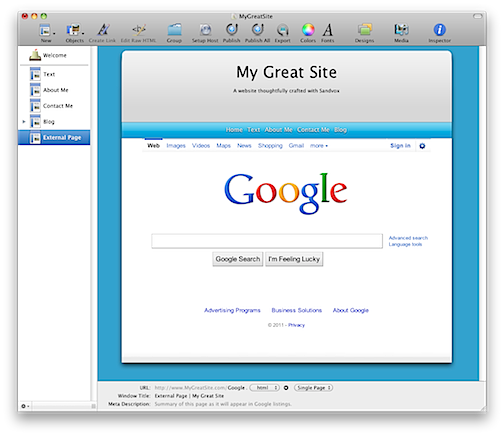 MyGreatSite
New Objects Create Link Edit Raw HTML Group Setup Host Publish Publish All Export Colors Fonts Designs Media Inspector
Welcome
Text
About Me
Contact Me
Blog
External Page
My Great Site
A website thoughtfully crafted with Sandvox
Home Text About Me Contact Me Blog
Web Images Videos Maps News Shopping Gmail more Sign in
Google
Advanced search
Language tools
Google Search I'm Feeling Lucky
Advertising Programs Business Solutions About Google
© 2011 - Privacy
URL: http://www.MyGreatSite.com/Google . html Single Page
Window Title: External Page | My Great Site
Meta Description: Summary of this page as it will appear in Google listings.